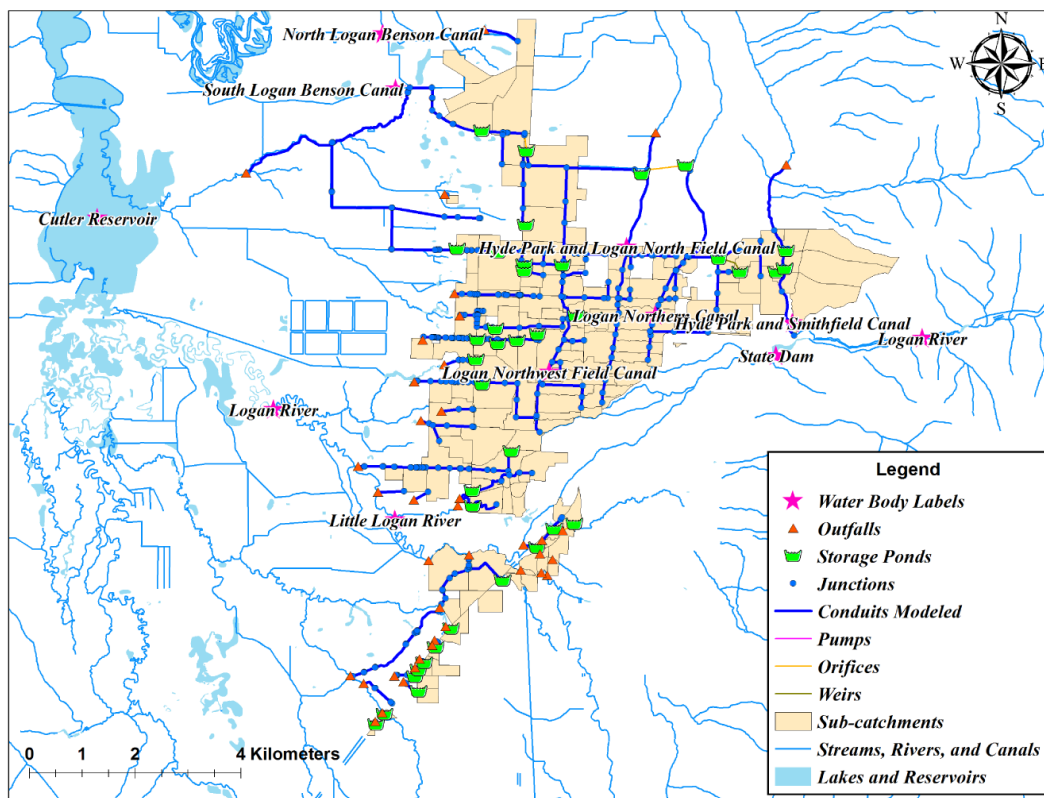 North Logan Benson Canal
N
W
E
S
South Logan Benson Canal
Cutler Reservoir
Hyde Park and Logan North Field Canal
Logan Northern Canal
Hyde Park and Smithfield Canal
Logan River
State Dam
Logan Northwest Field Canal
Logan River
Little Logan River
Legend
Water Body Labels
Outfalls
Storage Ponds
Junctions
Conduits Modeled
Pumps
Orifices
Weirs
Sub-catchments
Streams, Rivers, and Canals
Lakes and Reservoirs
0 1 2 4 Kilometers